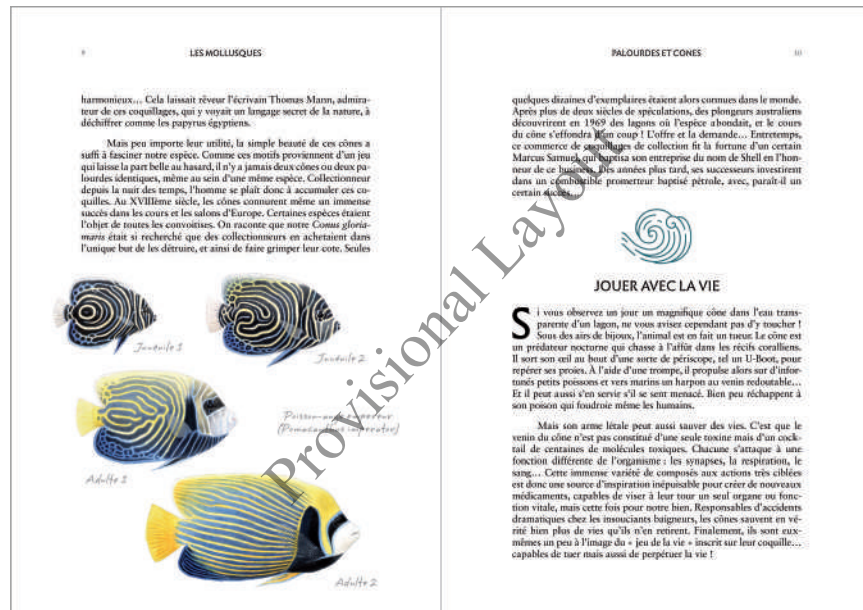 9
LES MOLLUSQUES
harmonieux… Cela laissait rêveur l'écrivain Thomas Mann, admira-
teur de ces coquillages, qui y voyait un langage secret de la nature, à
déchiffrer comme les papyrus égyptiens.
Mais peu importe leur utilité, la simple beauté de ces cônes a
suffi à fasciner notre espèce. Comme ces motifs proviennent d'un jeu
qui laisse la part belle au hasard, il n'y a jamais deux cônes ou deux pa-
lourdes identiques, même au sein d'une même espèce. Collectionneur
depuis la nuit des temps, l'homme se plaît donc à accumuler ces co-
quilles. Au XVIIIème siècle, les cônes connurent même un immense
succès dans les cours et les salons d'Europe. Certaines espèces étaient
l'objet de toutes les convoitises. On raconte que notre Conus gloria-
maris était si recherché que des collectionneurs en achetaient dans
l'unique but de les détruire, et ainsi de faire grimper leur cote. Seules
Juvénile 1
Juvénile 2
Poisson-ange empereur
(Pomacanthus imperator)
Adulte 1
Adulte 2
PALOURDES ET CONES
10
quelques dizaines d'exemplaires étaient alors connues dans le monde.
Après plus de deux siècles de spéculations, des plongeurs australiens
découvrirent en 1969 des lagons où l'espèce abondait, et le cours
du cône s'effondra d'un coup ! L'offre et la demande… Entretemps,
ce commerce de coquillages de collection fit la fortune d'un certain
Marcus Samuel, qui baptisa son entreprise du nom de Shell en l'hon-
neur de ce business. Des années plus tard, ses successeurs investirent
dans un combustible prometteur baptisé pétrole, avec, paraît-il un
certain succès.
JOUER AVEC LA VIE
Si vous observez un jour un magnifique cône dans l'eau trans-
parente d'un lagon, ne vous avisez cependant pas d'y toucher !
Sous des airs de bijoux, l'animal est en fait un tueur. Le cône est
un prédateur nocturne qui chasse à l'affût dans les récifs coralliens.
Il sort son œil au bout d'une sorte de périscope, tel un U-Boot, pour
repérer ses proies. À l'aide d'une trompe, il propulse alors sur d'infor-
tunés petits poissons et vers marins un harpon au venin redoutable…
Et il peut aussi s'en servir s'il se sent menacé. Bien peu réchappent à
son poison qui foudroie même les humains.
Mais son arme létale peut aussi sauver des vies. C'est que le
venin du cône n'est pas constitué d'une seule toxine mais d'un cock-
tail de centaines de molécules toxiques. Chacune s'attaque à une
fonction différente de l'organisme : les synapses, la respiration, le
sang… Cette immense variété de composés aux actions très ciblées
est donc une source d'inspiration inépuisable pour créer de nouveaux
médicaments, capables de viser à leur tour un seul organe ou fonc-
tion vitale, mais cette fois pour notre bien. Responsables d'accidents
dramatiques chez les insouciants baigneurs, les cônes sauvent en vé-
rité bien plus de vies qu'ils n'en retirent. Finalement, ils sont eux-
mêmes un peu à l'image du « jeu de la vie » inscrit sur leur coquille…
capables de tuer mais aussi de perpétuer la vie !
Provisional Layout